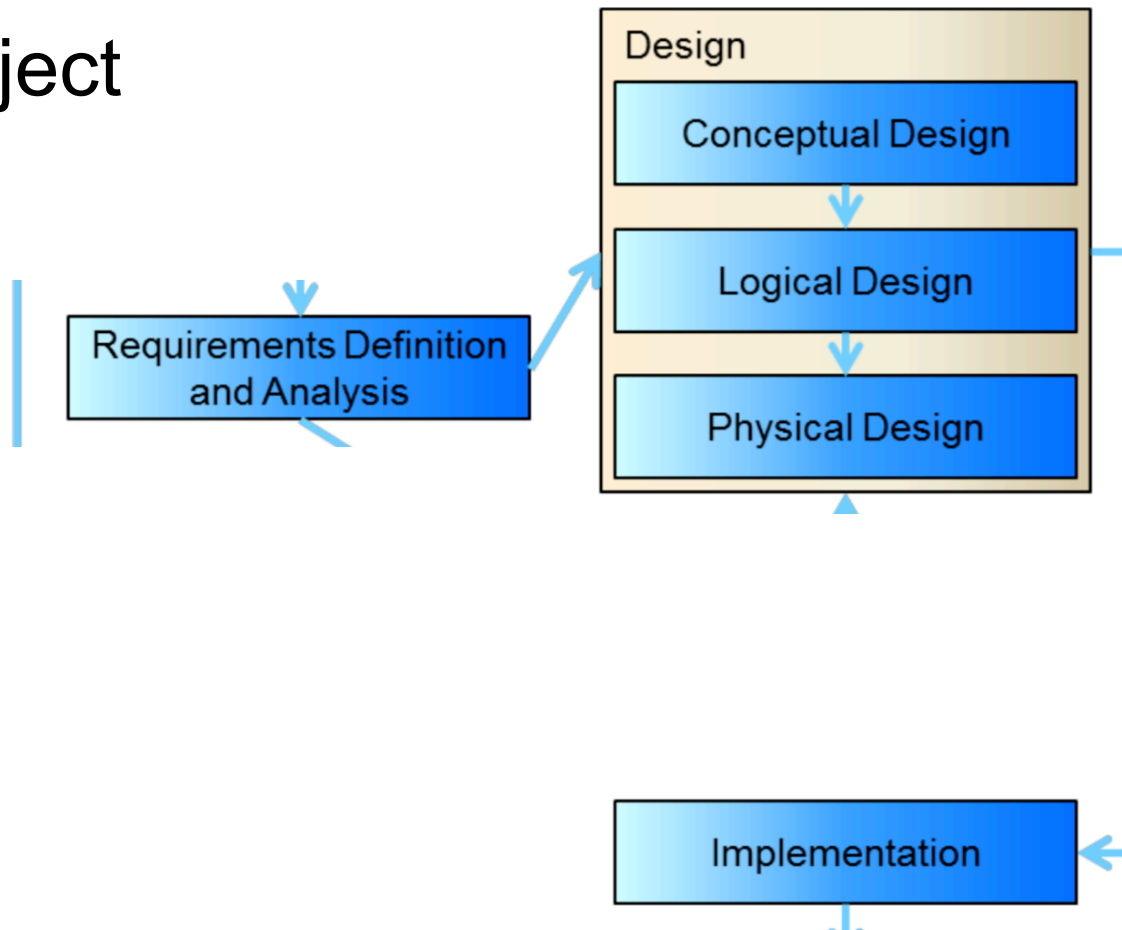 ject
Design
Conceptual Design
Logical Design
Requirements Definition
and Analysis
Physical Design
Implementation